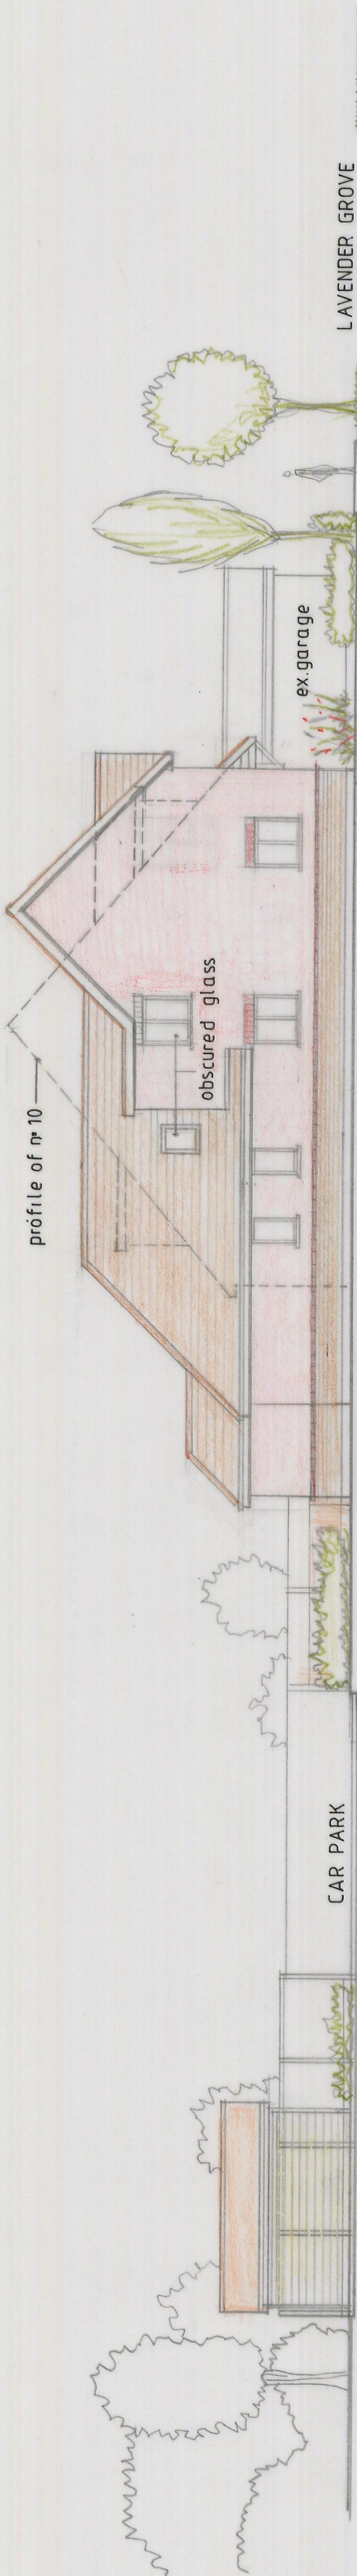 profile of nº 10
obscured glass
ex. garage
CAR PARK
LAVENDER GROVE